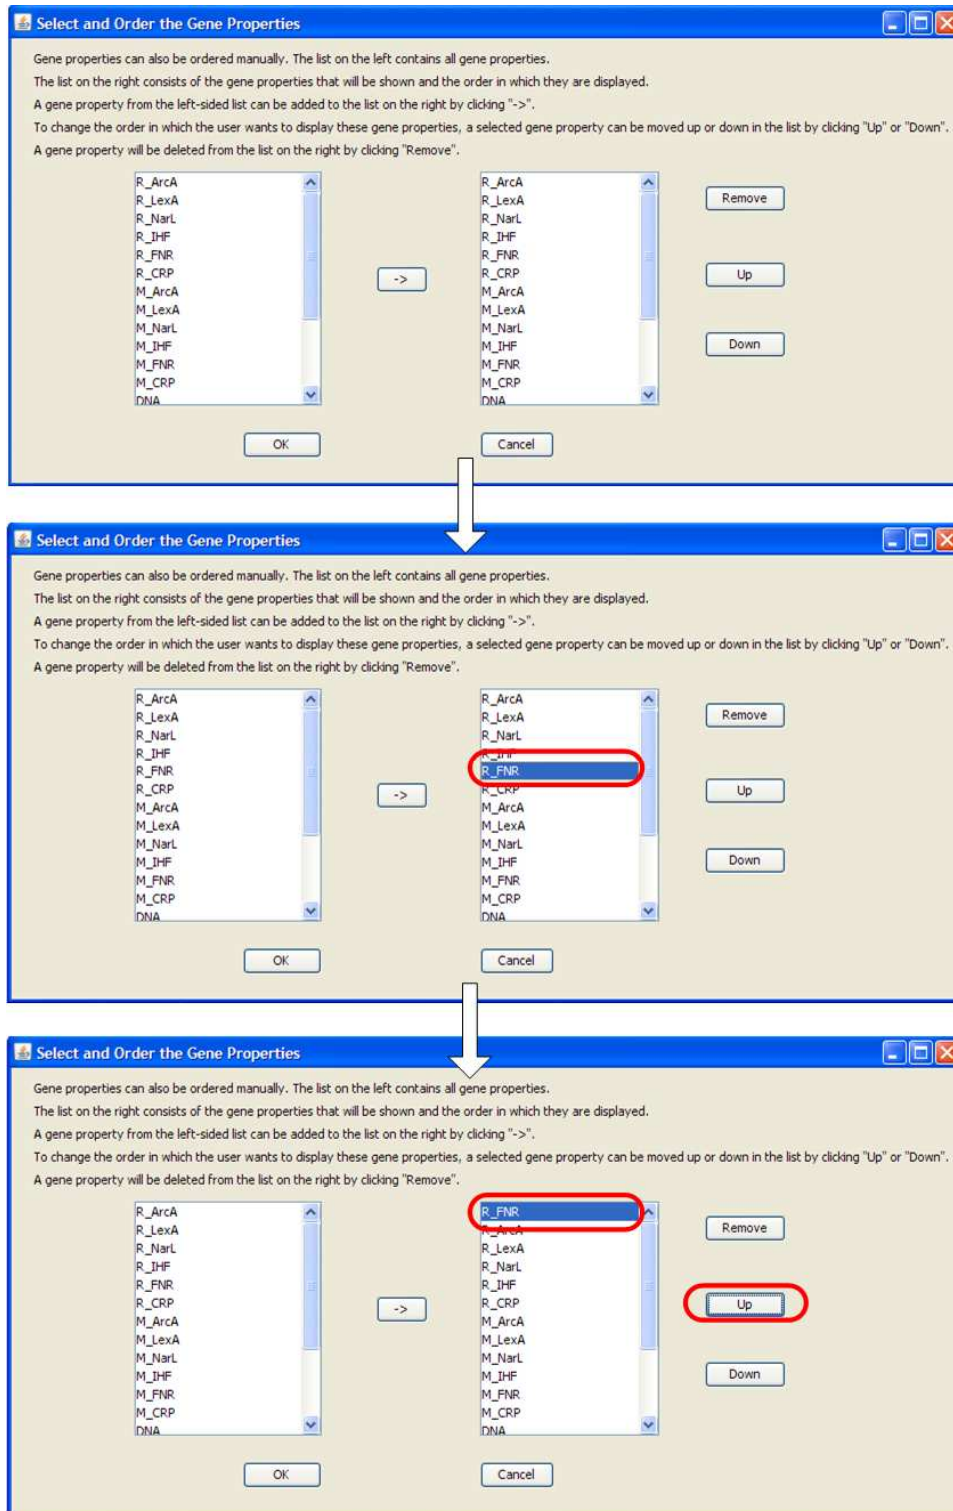 Select and Order the Gene Properties
Gene properties can also be ordered manually. The list on the left contains all gene properties.
The list on the right consists of the gene properties that will be shown and the order in which they are displayed.
A gene property from the left-sided list can be added to the list on the right by clicking "->".
To change the order in which the user wants to display these gene properties, a selected gene property can be moved up or down in the list by clicking "Up" or "Down".
A gene property will be deleted from the list on the right by clicking "Remove".
R_ArcA
R_LexA
R_NarL
R_IHF
R_FNR
R_CRP
M_ArcA
M_LexA
M_NarL
M_IHF
M_FNR
M_CRP
DNA
->
R_ArcA
R_LexA
R_NarL
R_IHF
R_FNR
R_CRP
M_ArcA
M_LexA
M_NarL
M_IHF
M_FNR
M_CRP
DNA
Remove
Up
Down
OK
Cancel
Select and Order the Gene Properties
Gene properties can also be ordered manually. The list on the left contains all gene properties.
The list on the right consists of the gene properties that will be shown and the order in which they are displayed.
A gene property from the left-sided list can be added to the list on the right by clicking "->".
To change the order in which the user wants to display these gene properties, a selected gene property can be moved up or down in the list by clicking "Up" or "Down".
A gene property will be deleted from the list on the right by clicking "Remove".
R_ArcA
R_LexA
R_NarL
R_IHF
R_FNR
R_CRP
M_ArcA
M_LexA
M_NarL
M_IHF
M_FNR
M_CRP
DNA
->
R_ArcA
R_LexA
R_NarL
R_IHF
R_FNR
R_CRP
M_ArcA
M_LexA
M_NarL
M_IHF
M_FNR
M_CRP
DNA
Remove
Up
Down
OK
Cancel
Select and Order the Gene Properties
Gene properties can also be ordered manually. The list on the left contains all gene properties.
The list on the right consists of the gene properties that will be shown and the order in which they are displayed.
A gene property from the left-sided list can be added to the list on the right by clicking "->".
To change the order in which the user wants to display these gene properties, a selected gene property can be moved up or down in the list by clicking "Up" or "Down".
A gene property will be deleted from the list on the right by clicking "Remove".
R_ArcA
R_LexA
R_NarL
R_IHF
R_FNR
R_CRP
M_ArcA
M_LexA
M_NarL
M_IHF
M_FNR
M_CRP
DNA
->
R_FNR
R_ArcA
R_LexA
R_NarL
R_IHF
R_CRP
M_ArcA
M_LexA
M_NarL
M_IHF
M_FNR
M_CRP
DNA
Remove
Up
Down
OK
Cancel